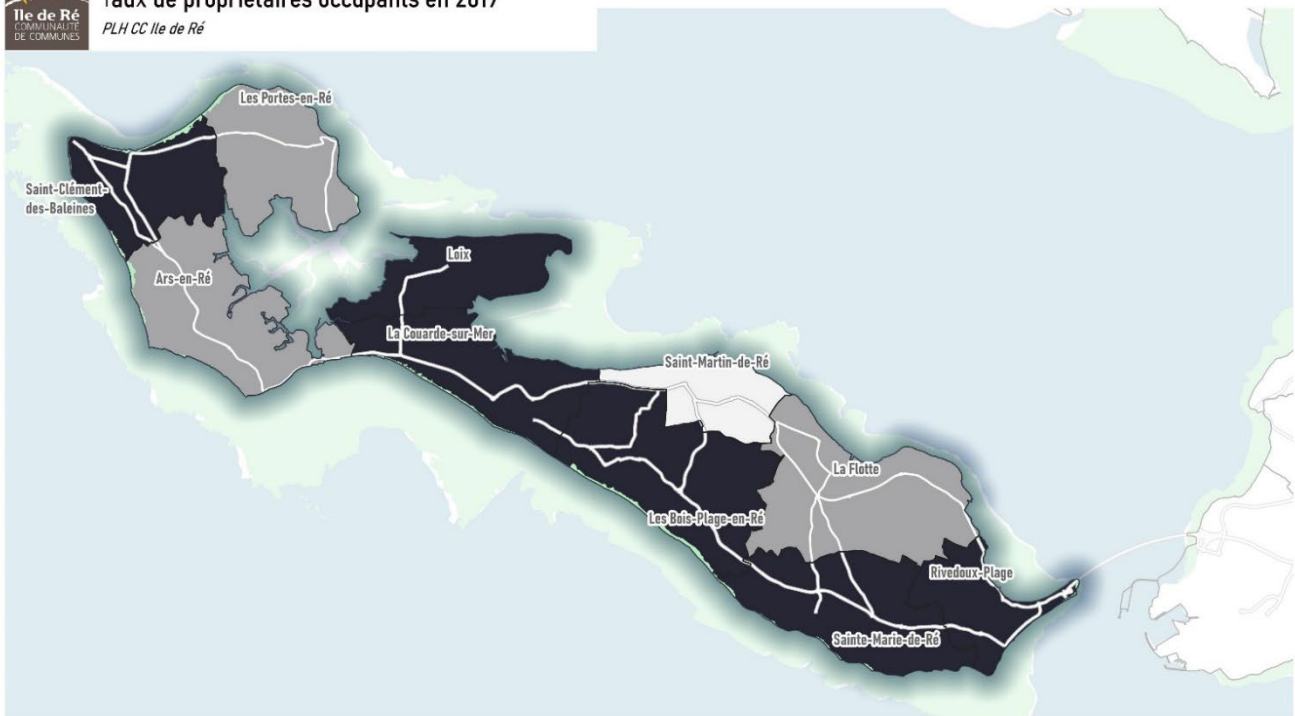 Ile de Ré
COMMUNAUTÉ
DE COMMUNES
Taux de propriétaires occupants en 2017
PLH CC Ile de Ré
Les Portes-en-Ré
Saint-Clément-
des-Baleines
Loix
Ars-en-Ré
La Couarde-sur-Mer
Saint-Martin-de-Ré
La Flotte
Les Bois-Plage-en-Ré
Rivedoux-Plage
Sainte-Marie-de-Ré